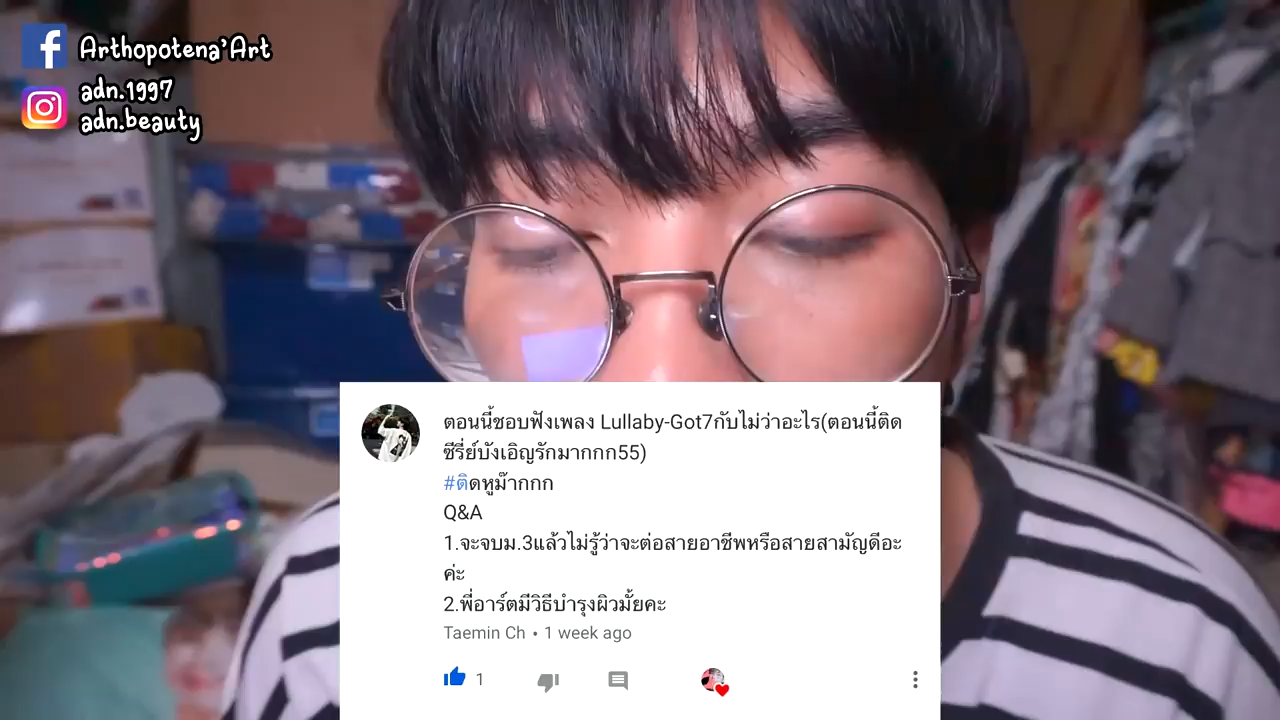 Arthopotena'Art
adn.1997
adn.beauty
ตอนนี้ชอบฟังเพลง Lullaby-Got7กับไม่ว่าอะไร(ตอนนี้ติด
ซีรี่ย์บังเอิญรักมากกก55)
#ติดหูม๊ากกก
Q&A
1.จะจบม.3แล้วไม่รู้ว่าจะต่อสายอาชีพหรือสายสามัญดีอะ
ค่ะ
2.พี่อาร์ตมีวิธีบำรุงผิวมั้ยคะ
Taemin Ch • 1 week ago
1